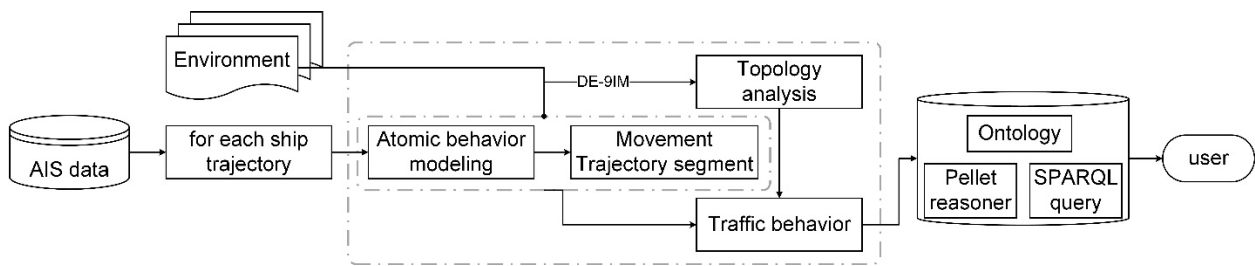 Environment
DE-9IM
Topology
analysis
AIS data
for each ship
trajectory
Atomic behavior
modeling
Movement
Trajectory segment
Traffic behavior
Ontology
Pellet
reasoner
SPARQL
query
user